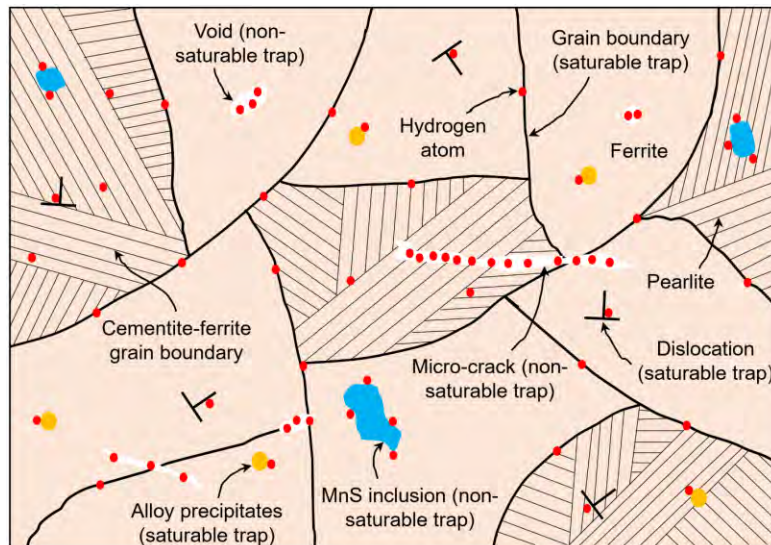 Void (non-
saturable trap)
Grain boundary
(saturable trap)
Hydrogen
atom
Ferrite
Pearlite
Cementite-ferrite
grain boundary
Micro-crack (non-
saturable trap)
Dislocation
(saturable trap)
Alloy precipitates
(saturable trap)
MnS inclusion (non-
saturable trap)